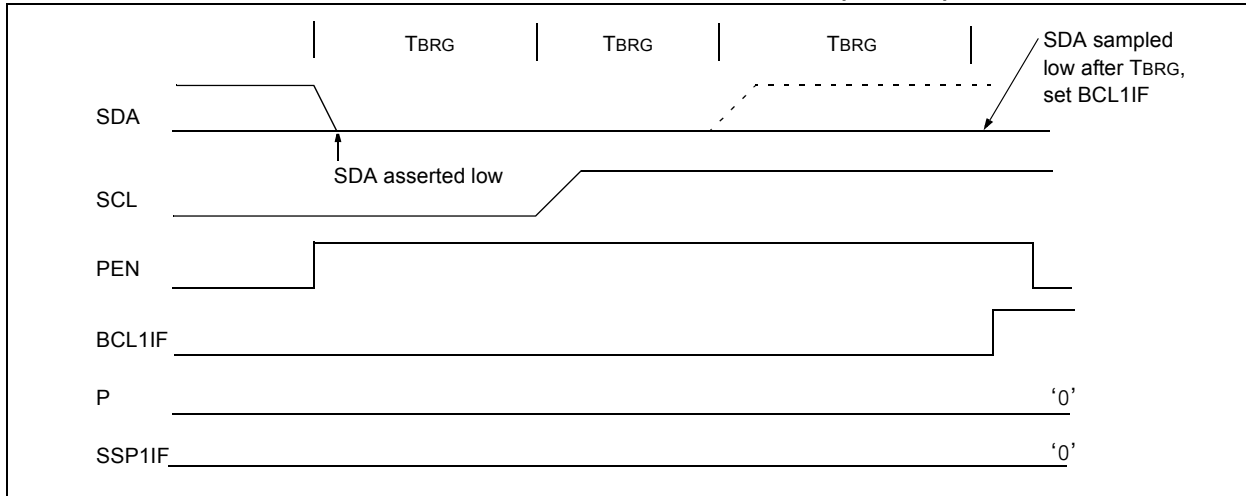 TBRG TBRG TBRG
SDA sampled
low after TBRG,
set BCL1IF
SDA
SDA asserted low
SCL
PEN
BCL1IF
P
‘0’
SSP1IF
‘0’